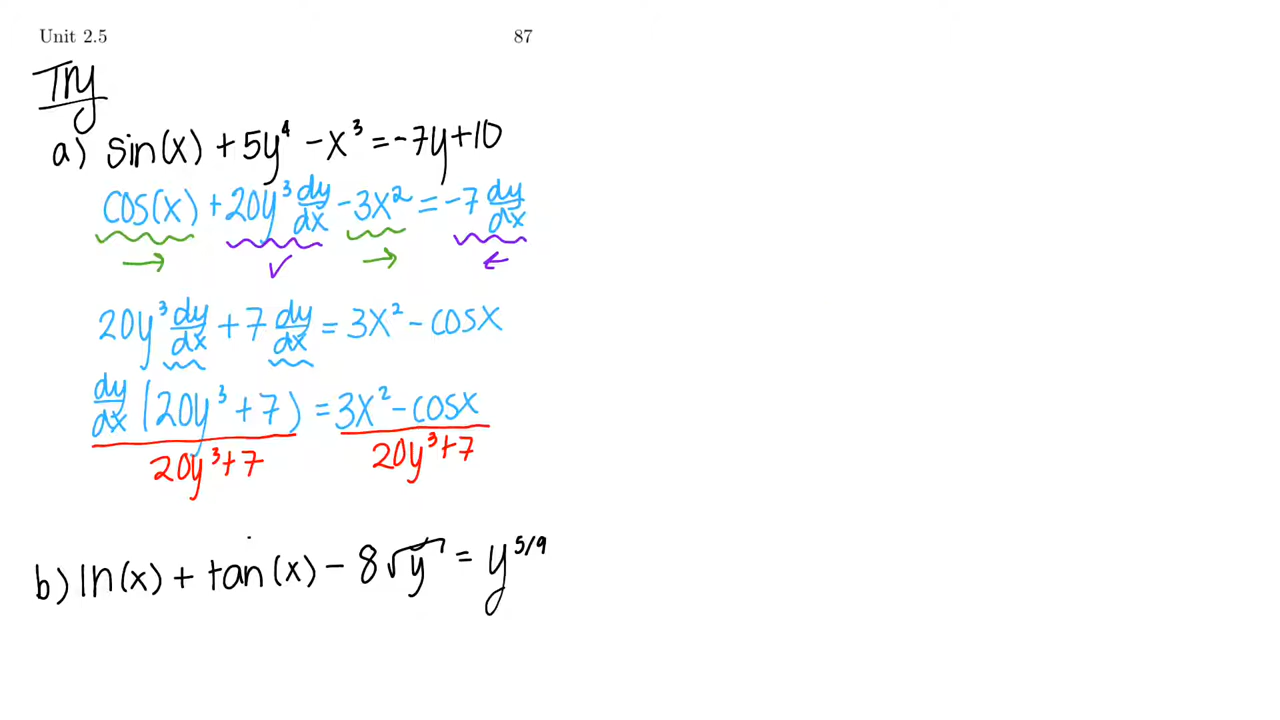 Unit 2.5 87
Try
a) sin(x) + 5y⁴ - x³ = -7y + 10
cos(x) + 20y³ dy/dx - 3x² = -7 dy/dx
→ ✓ → ←
20y³ dy/dx + 7 dy/dx = 3x² - cosx
dy/dx (20y³ + 7) = 3x² - cosx
20y³ + 7 20y³ + 7
b) ln(x) + tan(x) - 8√y = y^5/9